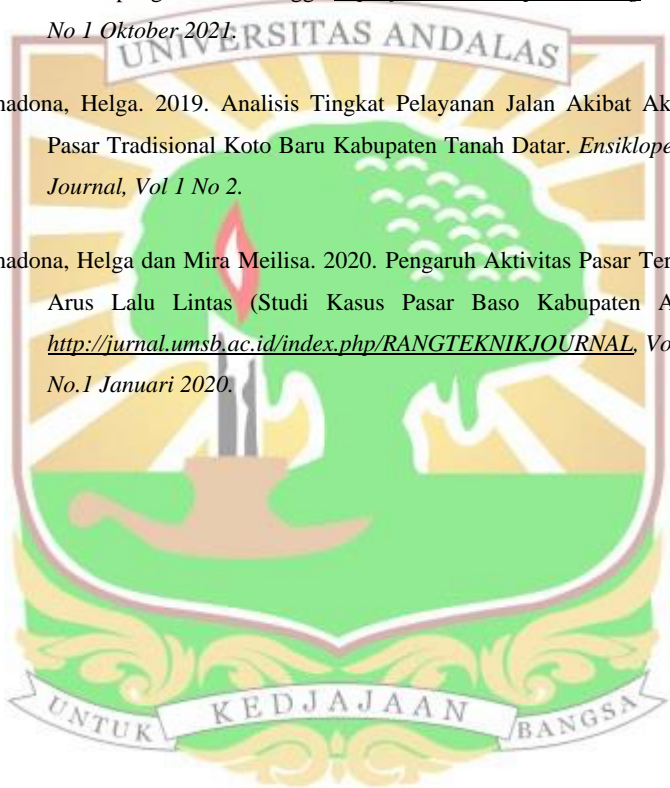 No 1 Oktober 2021.
UNIVERSITAS ANDALAS
nadona, Helga. 2019. Analisis Tingkat Pelayanan Jalan Akibat Ak
Pasar Tradisional Koto Baru Kabupaten Tanah Datar. Ensiklope
Journal, Vol 1 No 2.
nadona, Helga dan Mira Meilisa. 2020. Pengaruh Aktivitas Pasar Ter
Arus Lalu Lintas (Studi Kasus Pasar Baso Kabupaten A
http://jurnal.umsb.ac.id/index.php/RANGTEKNIKJOURNAL, Vo
No.1 Januari 2020.
UNTUK KEDJAJAAN BANGSA